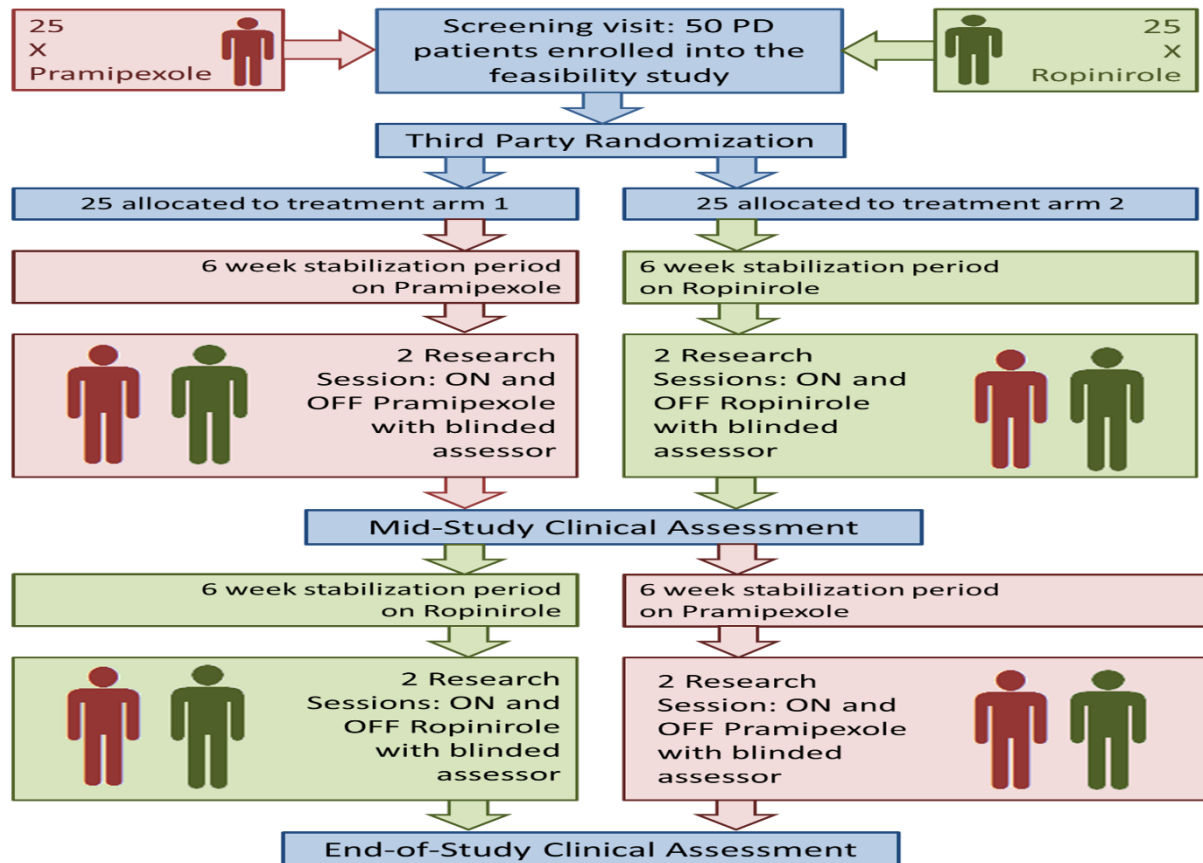 25
X
Pramipexole
Screening visit: 50 PD
patients enrolled into the
feasibility study
25
X
Ropinirole
Third Party Randomization
25 allocated to treatment arm 1
25 allocated to treatment arm 2
6 week stabilization period
on Pramipexole
6 week stabilization period
on Ropinirole
2 Research
Session: ON and
OFF Pramipexole
with blinded
assessor
2 Research
Sessions: ON and
OFF Ropinirole
with blinded
assessor
Mid-Study Clinical Assessment
6 week stabilization period
on Ropinirole
6 week stabilization period
on Pramipexole
2 Research
Sessions: ON and
OFF Ropinirole
with blinded
assessor
2 Research
Session: ON and
OFF Pramipexole
with blinded
assessor
End-of-Study Clinical Assessment